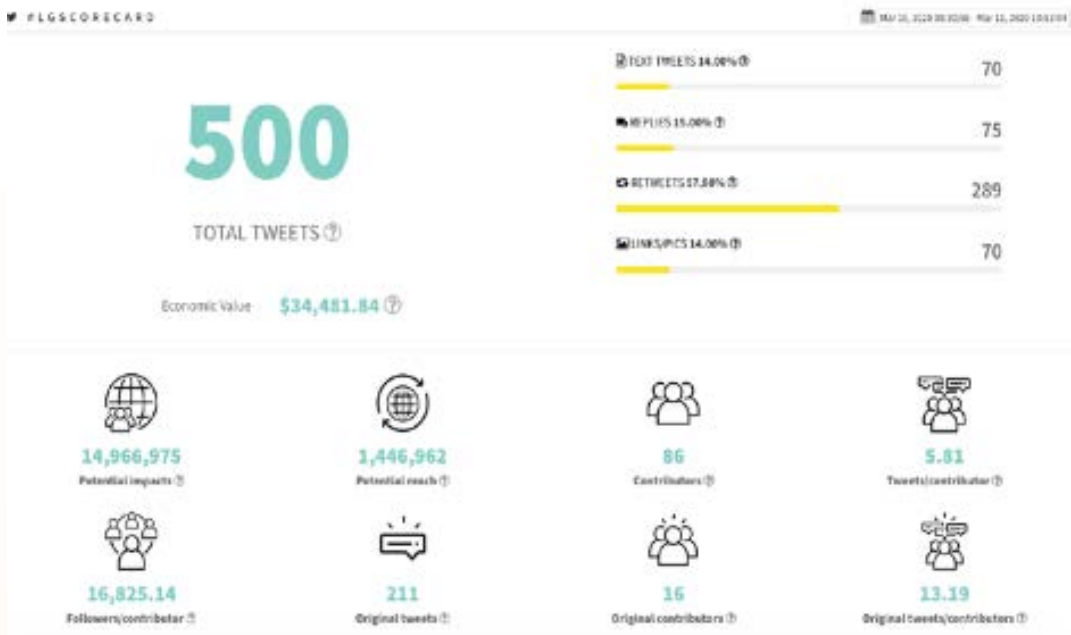 #LGSCORECARD
500
TOTAL TWEETS
Economic Value $34,481.84
TEXT TWEETS 14.00% 70
REPLIES 15.00% 75
RETWEETS 289
LINKS/PICS 14.00% 70
14,966,975
Potential impacts
1,446,962
Potential reach
86
Contributors
5.81
Tweets/contributor
16,825.14
Followers/contributor
211
Original tweets
16
Original contributors
13.19
Original tweets/contributors